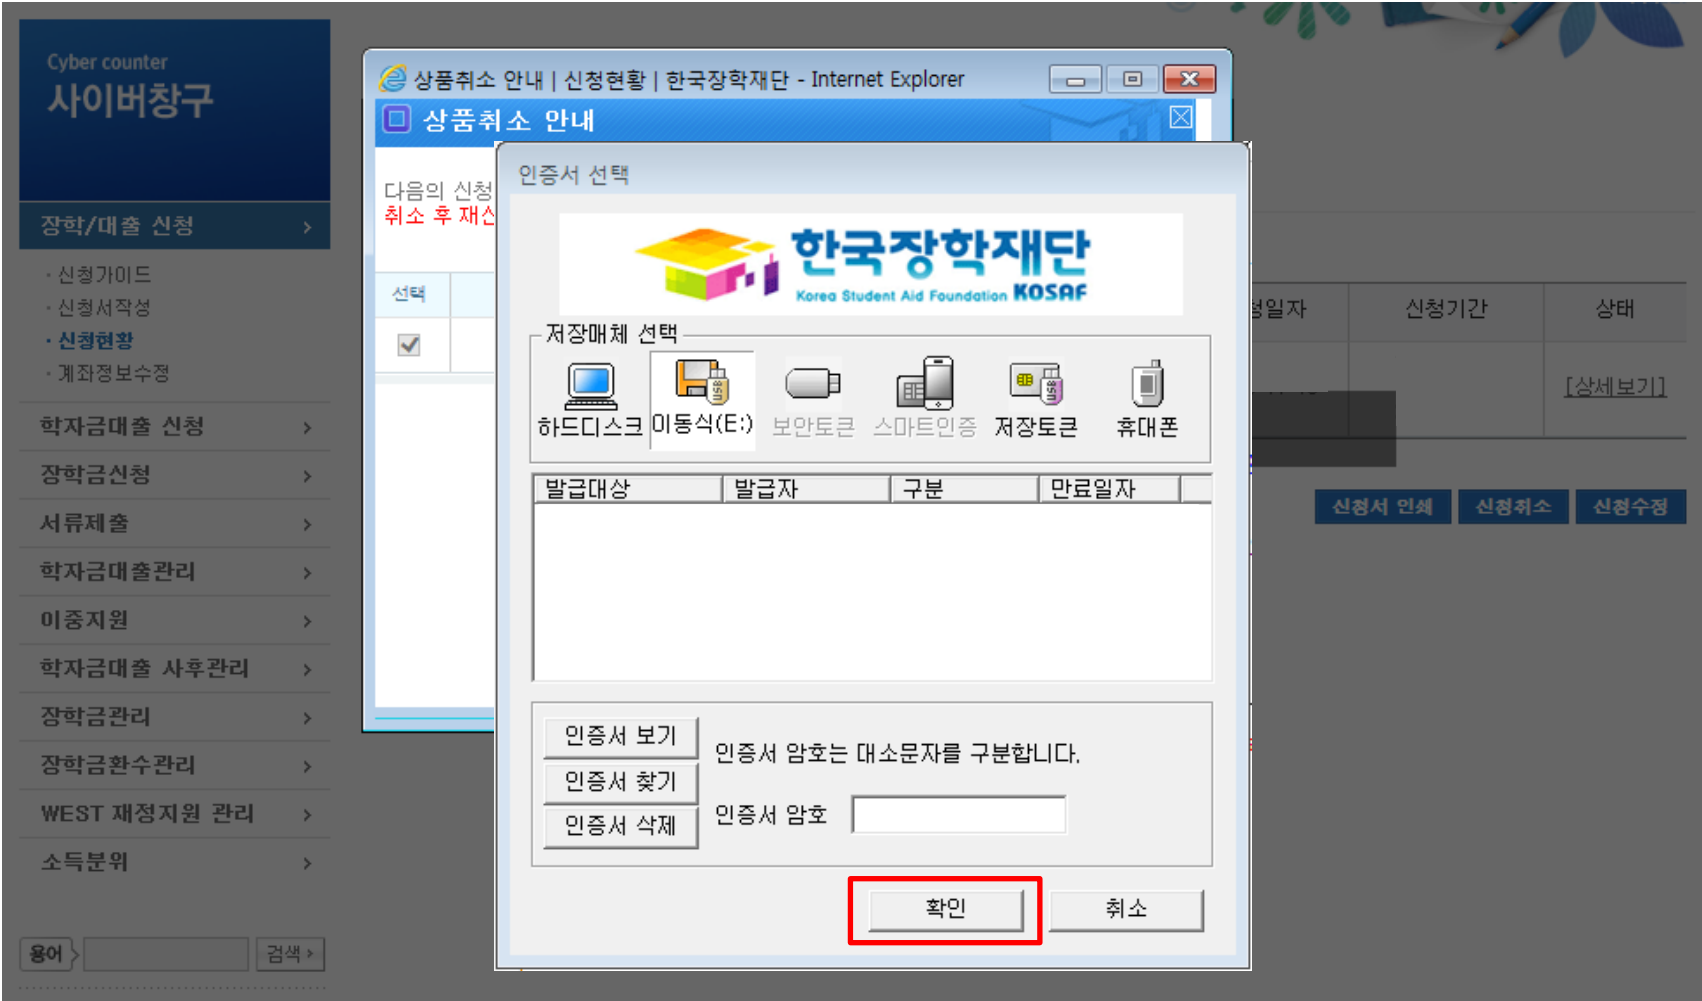 Cyber counter
사이버창구
장학/대출 신청
· 신청가이드
· 신청서작성
· 신청현황
· 계좌정보수정
학자금대출 신청
장학금신청
서류제출
학자금대출관리
이중지원
학자금대출 사후관리
장학금관리
장학금환수관리
WEST 재정지원 관리
소득분위
용어
검색
상품취소 안내 | 신청현황 | 한국장학재단 - Internet Explorer
상품취소 안내
다음의 신청
취소 후 재신
선택
인증서 선택
한국장학재단
Korea Student Aid Foundation KOSAF
저장매체 선택
하드디스크 이동식(E:) 보안토큰 스마트인증 저장토큰 휴대폰
발급대상 발급자 구분 만료일자
인증서 보기
인증서 찾기
인증서 삭제
인증서 암호는 대소문자를 구분합니다.
인증서 암호
확인 취소
청일자 신청기간 상태
[상세보기]
신청서 인쇄 신청취소 신청수정